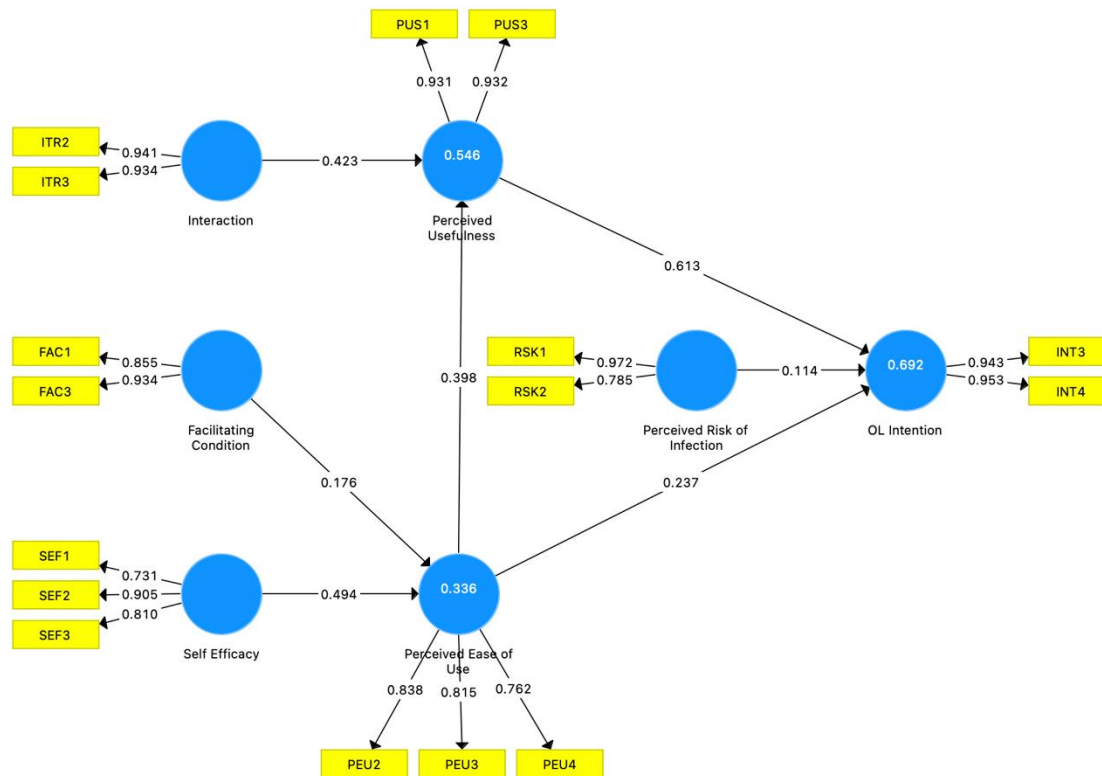 PUS1
PUS3
0.931
0.932
ITR2
ITR3
0.941
0.934
0.423
0.546
Interaction
Perceived
Usefulness
0.613
FAC1
FAC3
0.855
0.934
0.398
RSK1
RSK2
0.972
0.785
0.114
0.692
0.943
0.953
INT3
INT4
Facilitating
Condition
Perceived Risk of
Infection
OL Intention
0.176
0.237
SEF1
SEF2
SEF3
0.731
0.905
0.810
0.494
0.336
Self Efficacy
Perceived Ease of
Use
0.838
0.815
0.762
PEU2
PEU3
PEU4